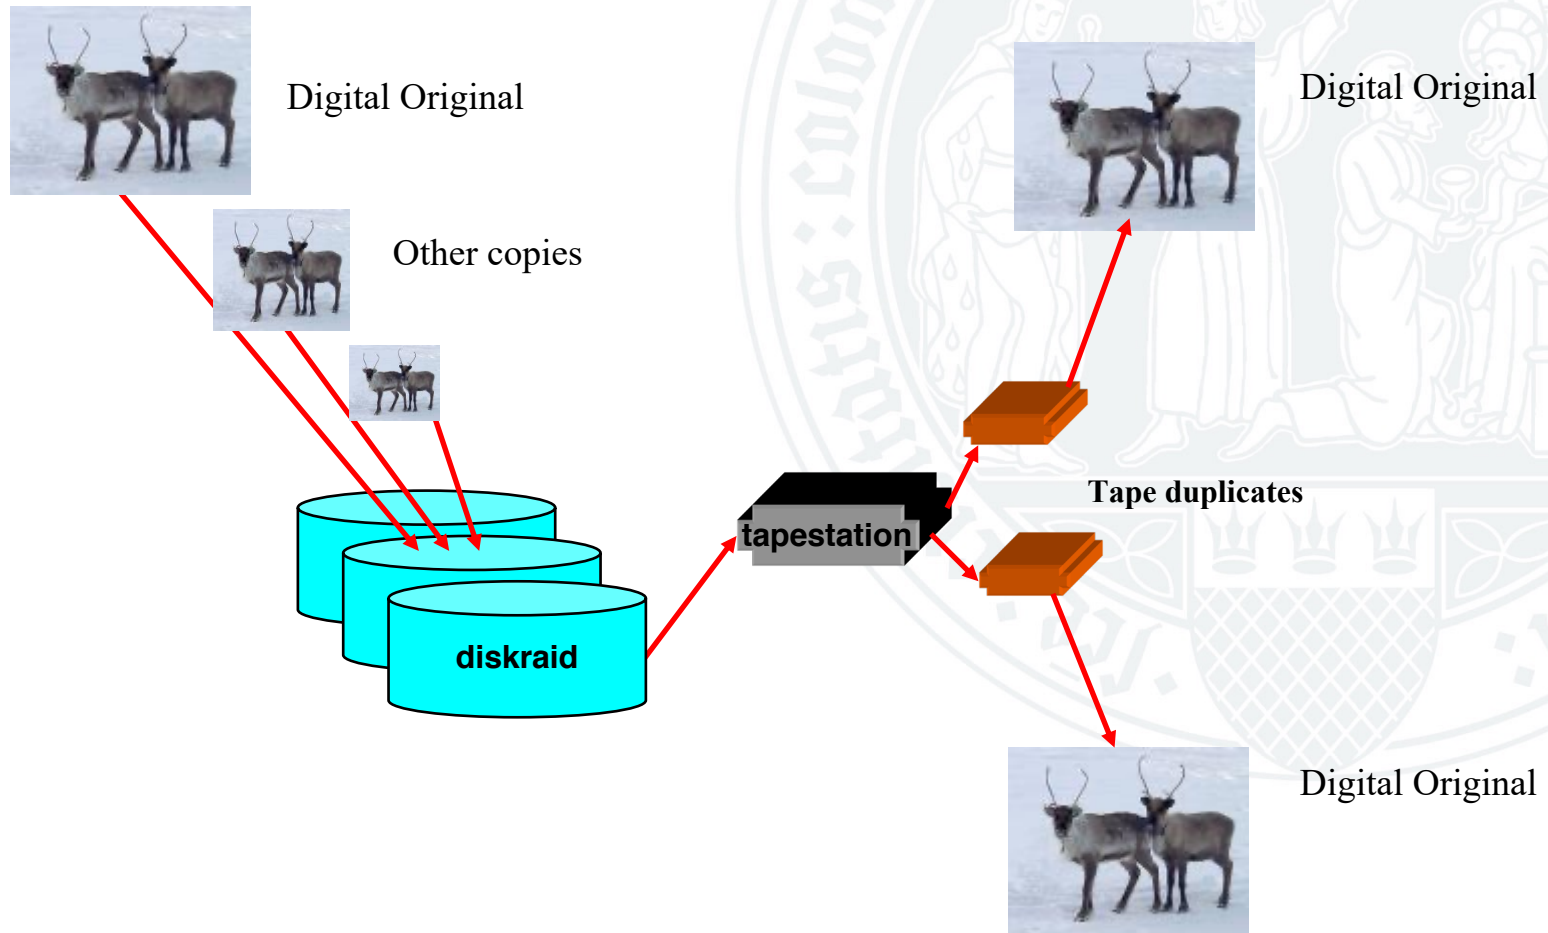 Digital Original
Digital Original
Other copies
Tape duplicates
tapestation
diskraid
Digital Original